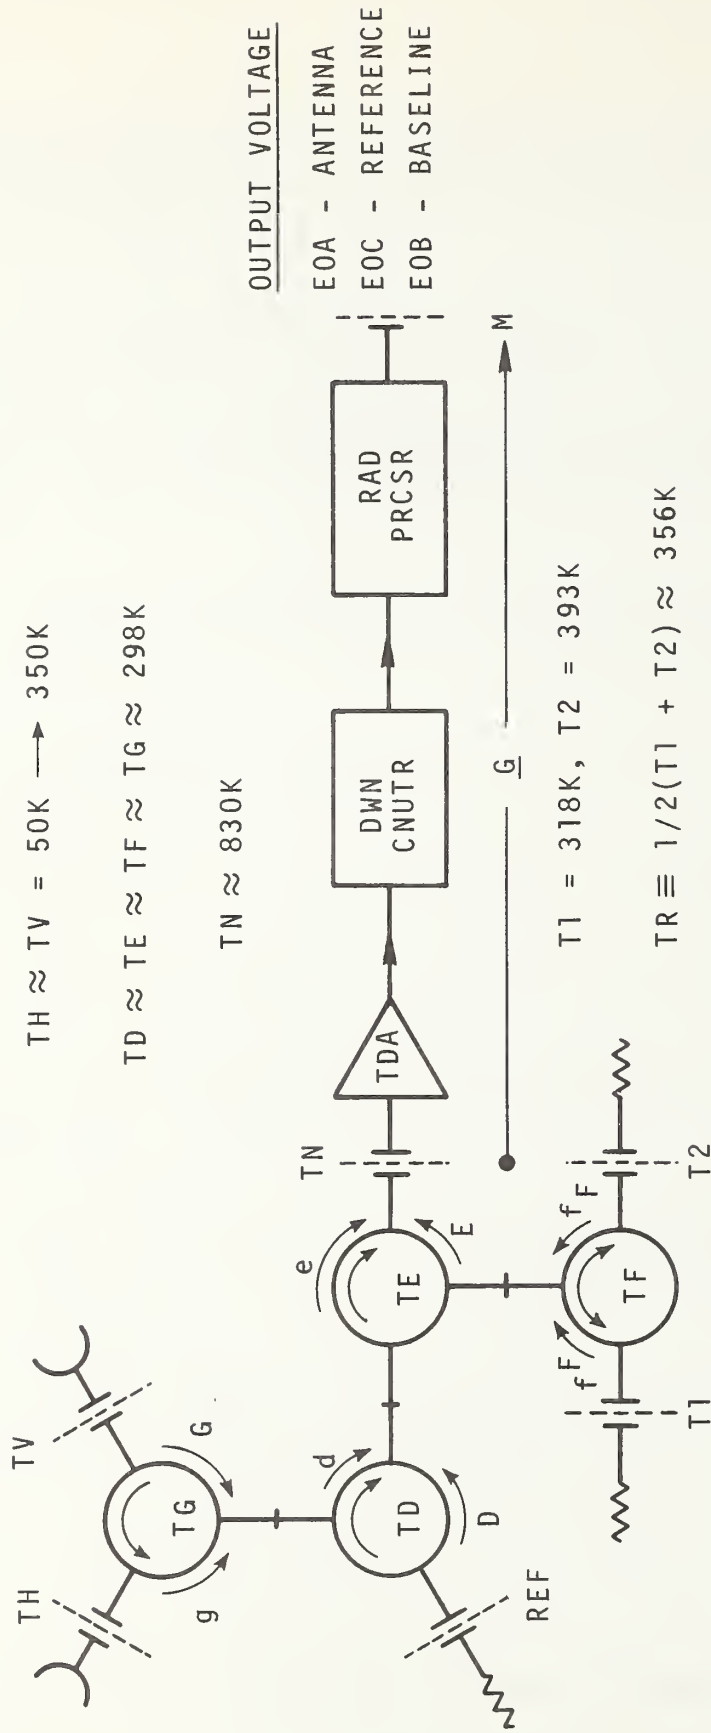 TH ≈ TV = 50K → 350K
TD ≈ TE ≈ TF ≈ TG ≈ 298K
TN ≈ 830K
OUTPUT VOLTAGE
EOA - ANTENNA
EOC - REFERENCE
EOB - BASELINE
TH
TV
TG
g
G
d
TD
D
REF
e
TE
E
TN
TDA
DWN
CNUTR
RAD
PRCSR
G
M
f F
f F
TF
T1
T2
T1 = 318K, T2 = 393K
TR ≡ 1/2(T1 + T2) ≈ 356K